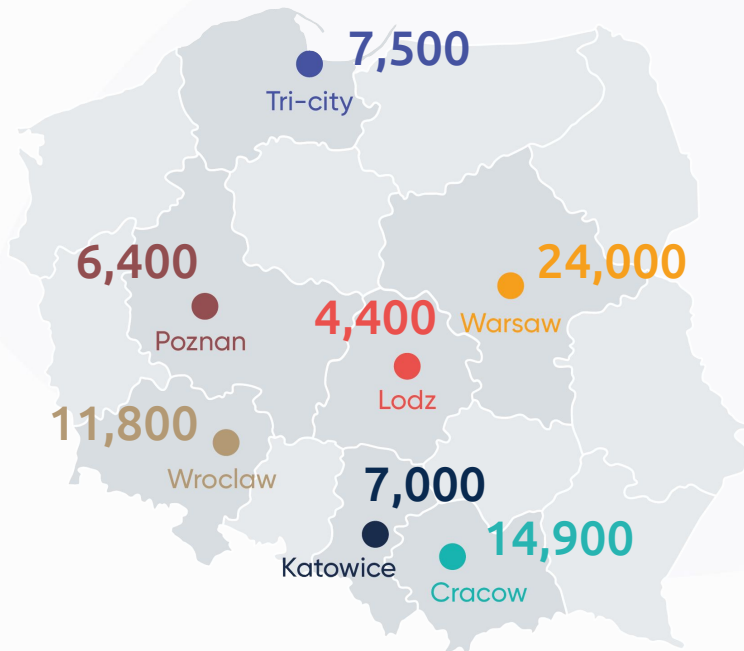 7,500
Tri-city
6,400
Poznan
24,000
Warsaw
4,400
Lodz
11,800
Wroclaw
7,000
Katowice
14,900
Cracow